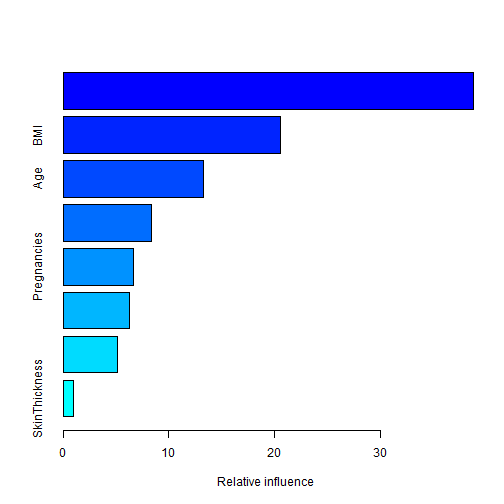 BMI
Age
Pregnancies
SkinThickness
0 10 20 30
Relative influence